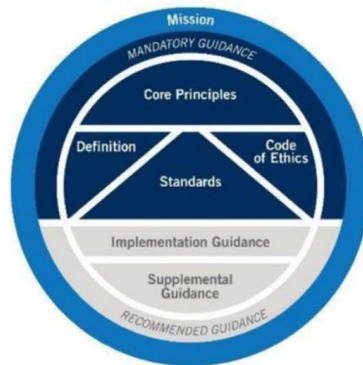 Mission
MANDATORY GUIDANCE
Core Principles
Definition
Code
of Ethics
Standards
Implementation Guidance
Supplemental
Guidance
RECOMMENDED GUIDANCE